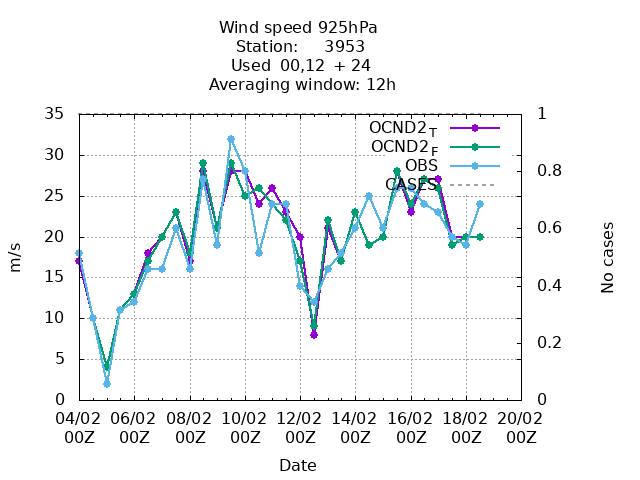 Wind speed 925hPa
Station: 3953
Used 00,12 + 24
Averaging window: 12h
35 30 25 20 15 10 5 0
m/s
1 0.8 0.6 0.4 0.2 0
No cases
OCND2 T
OCND2 F
OBS
CASES
04/02 06/02 08/02 10/02 12/02 14/02 16/02 18/02 20/02
00Z 00Z 00Z 00Z 00Z 00Z 00Z 00Z 00Z
Date